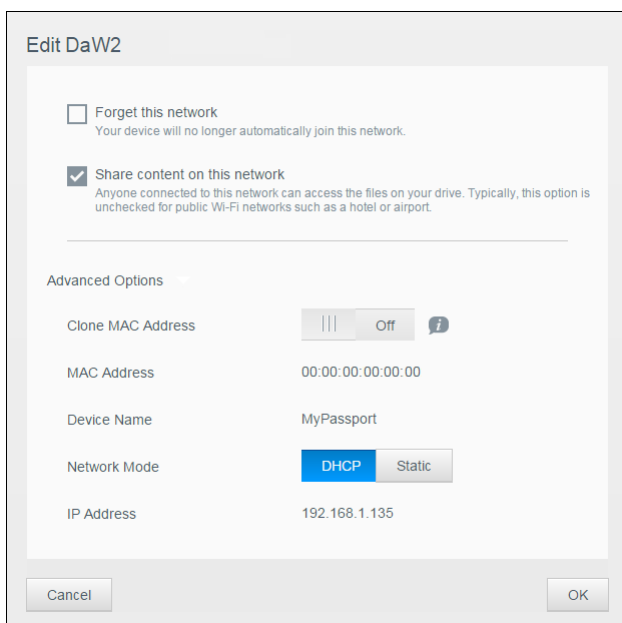 Edit DaW2
Forget this network
Your device will no longer automatically join this network.
Share content on this network
Anyone connected to this network can access the files on your drive. Typically, this option is
unchecked for public Wi-Fi networks such as a hotel or airport.
Advanced Options
Clone MAC Address Off
MAC Address 00:00:00:00:00:00
Device Name MyPassport
Network Mode DHCP Static
IP Address 192.168.1.135
Cancel OK